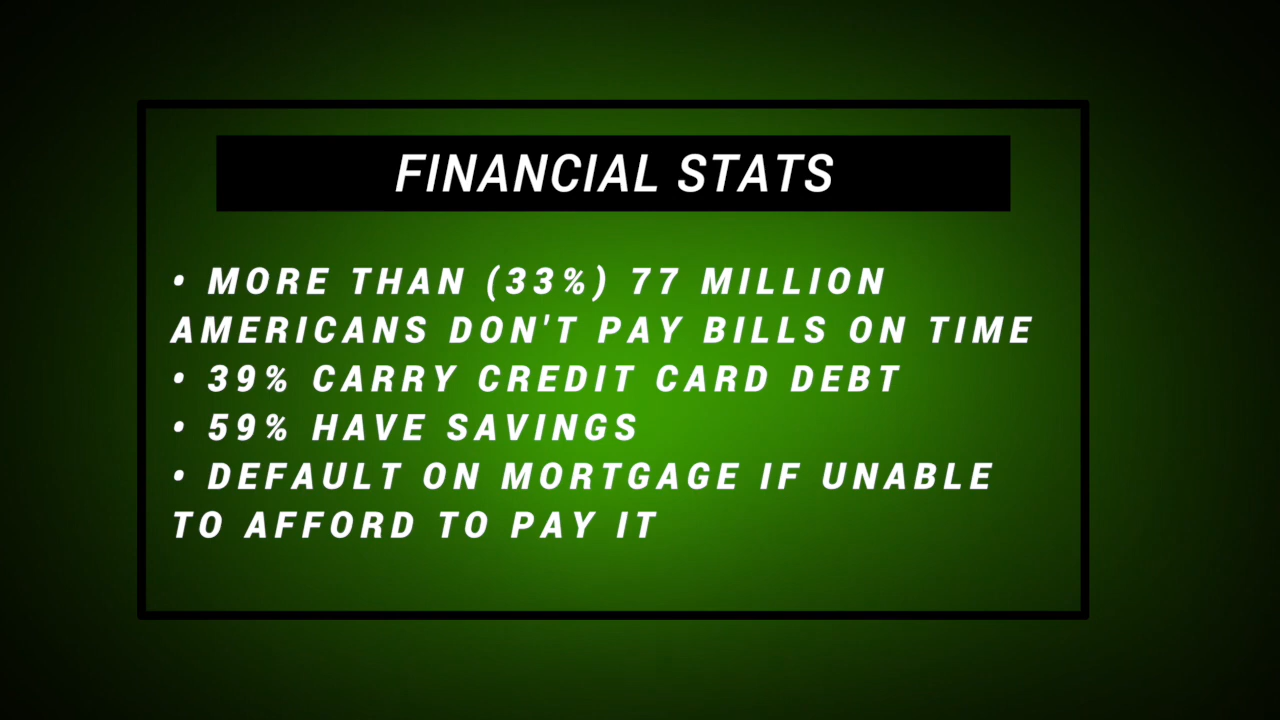 FINANCIAL STATS
• MORE THAN (33%) 77 MILLION
AMERICANS DON'T PAY BILLS ON TIME
• 39% CARRY CREDIT CARD DEBT
• 59% HAVE SAVINGS
• DEFAULT ON MORTGAGE IF UNABLE
TO AFFORD TO PAY IT